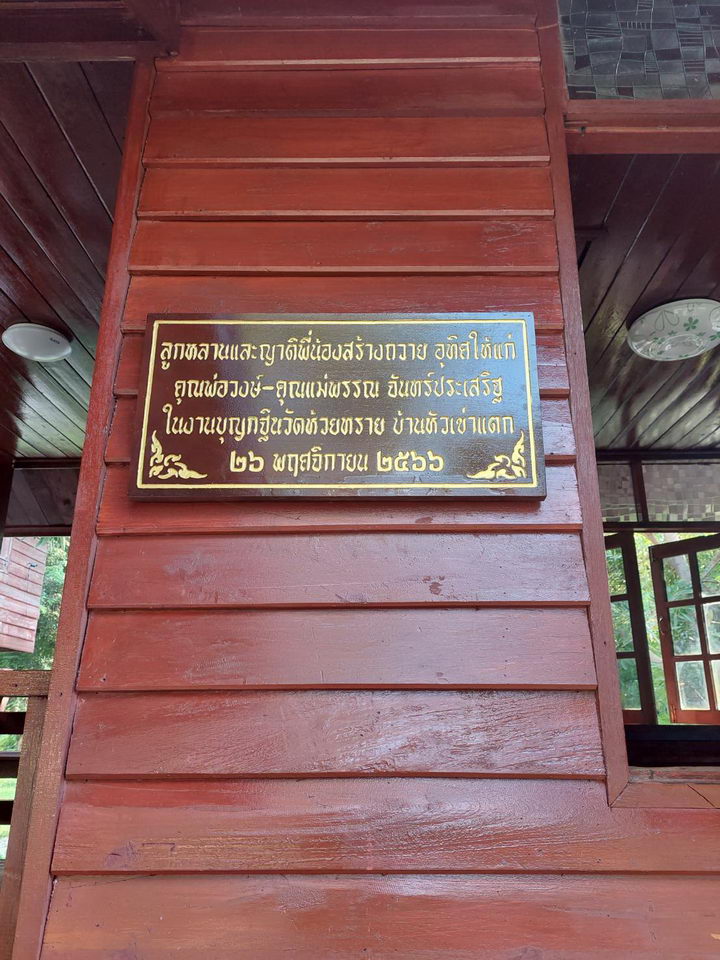 ลูกหลานและญาติพี่น้องสร้างถวาย อุทิศให้แก่
คุณพ่อวงษ์-คุณแม่พรรณ จันทร์ประเสริฐ
ในงานบุญกฐินวัดห้วยทราย บ้านหัวเขาแตก
๒๖ พฤศจิกายน ๒๕๖๖